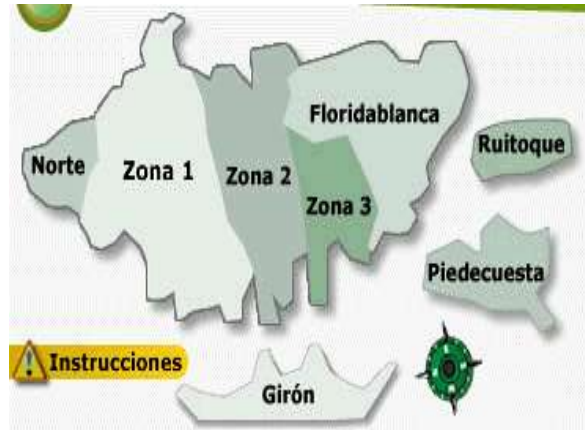 Floridablanca
Ruitoque
Norte
Zona 1
Zona 2
Zona 3
Piedecuesta
Instrucciones
Girón